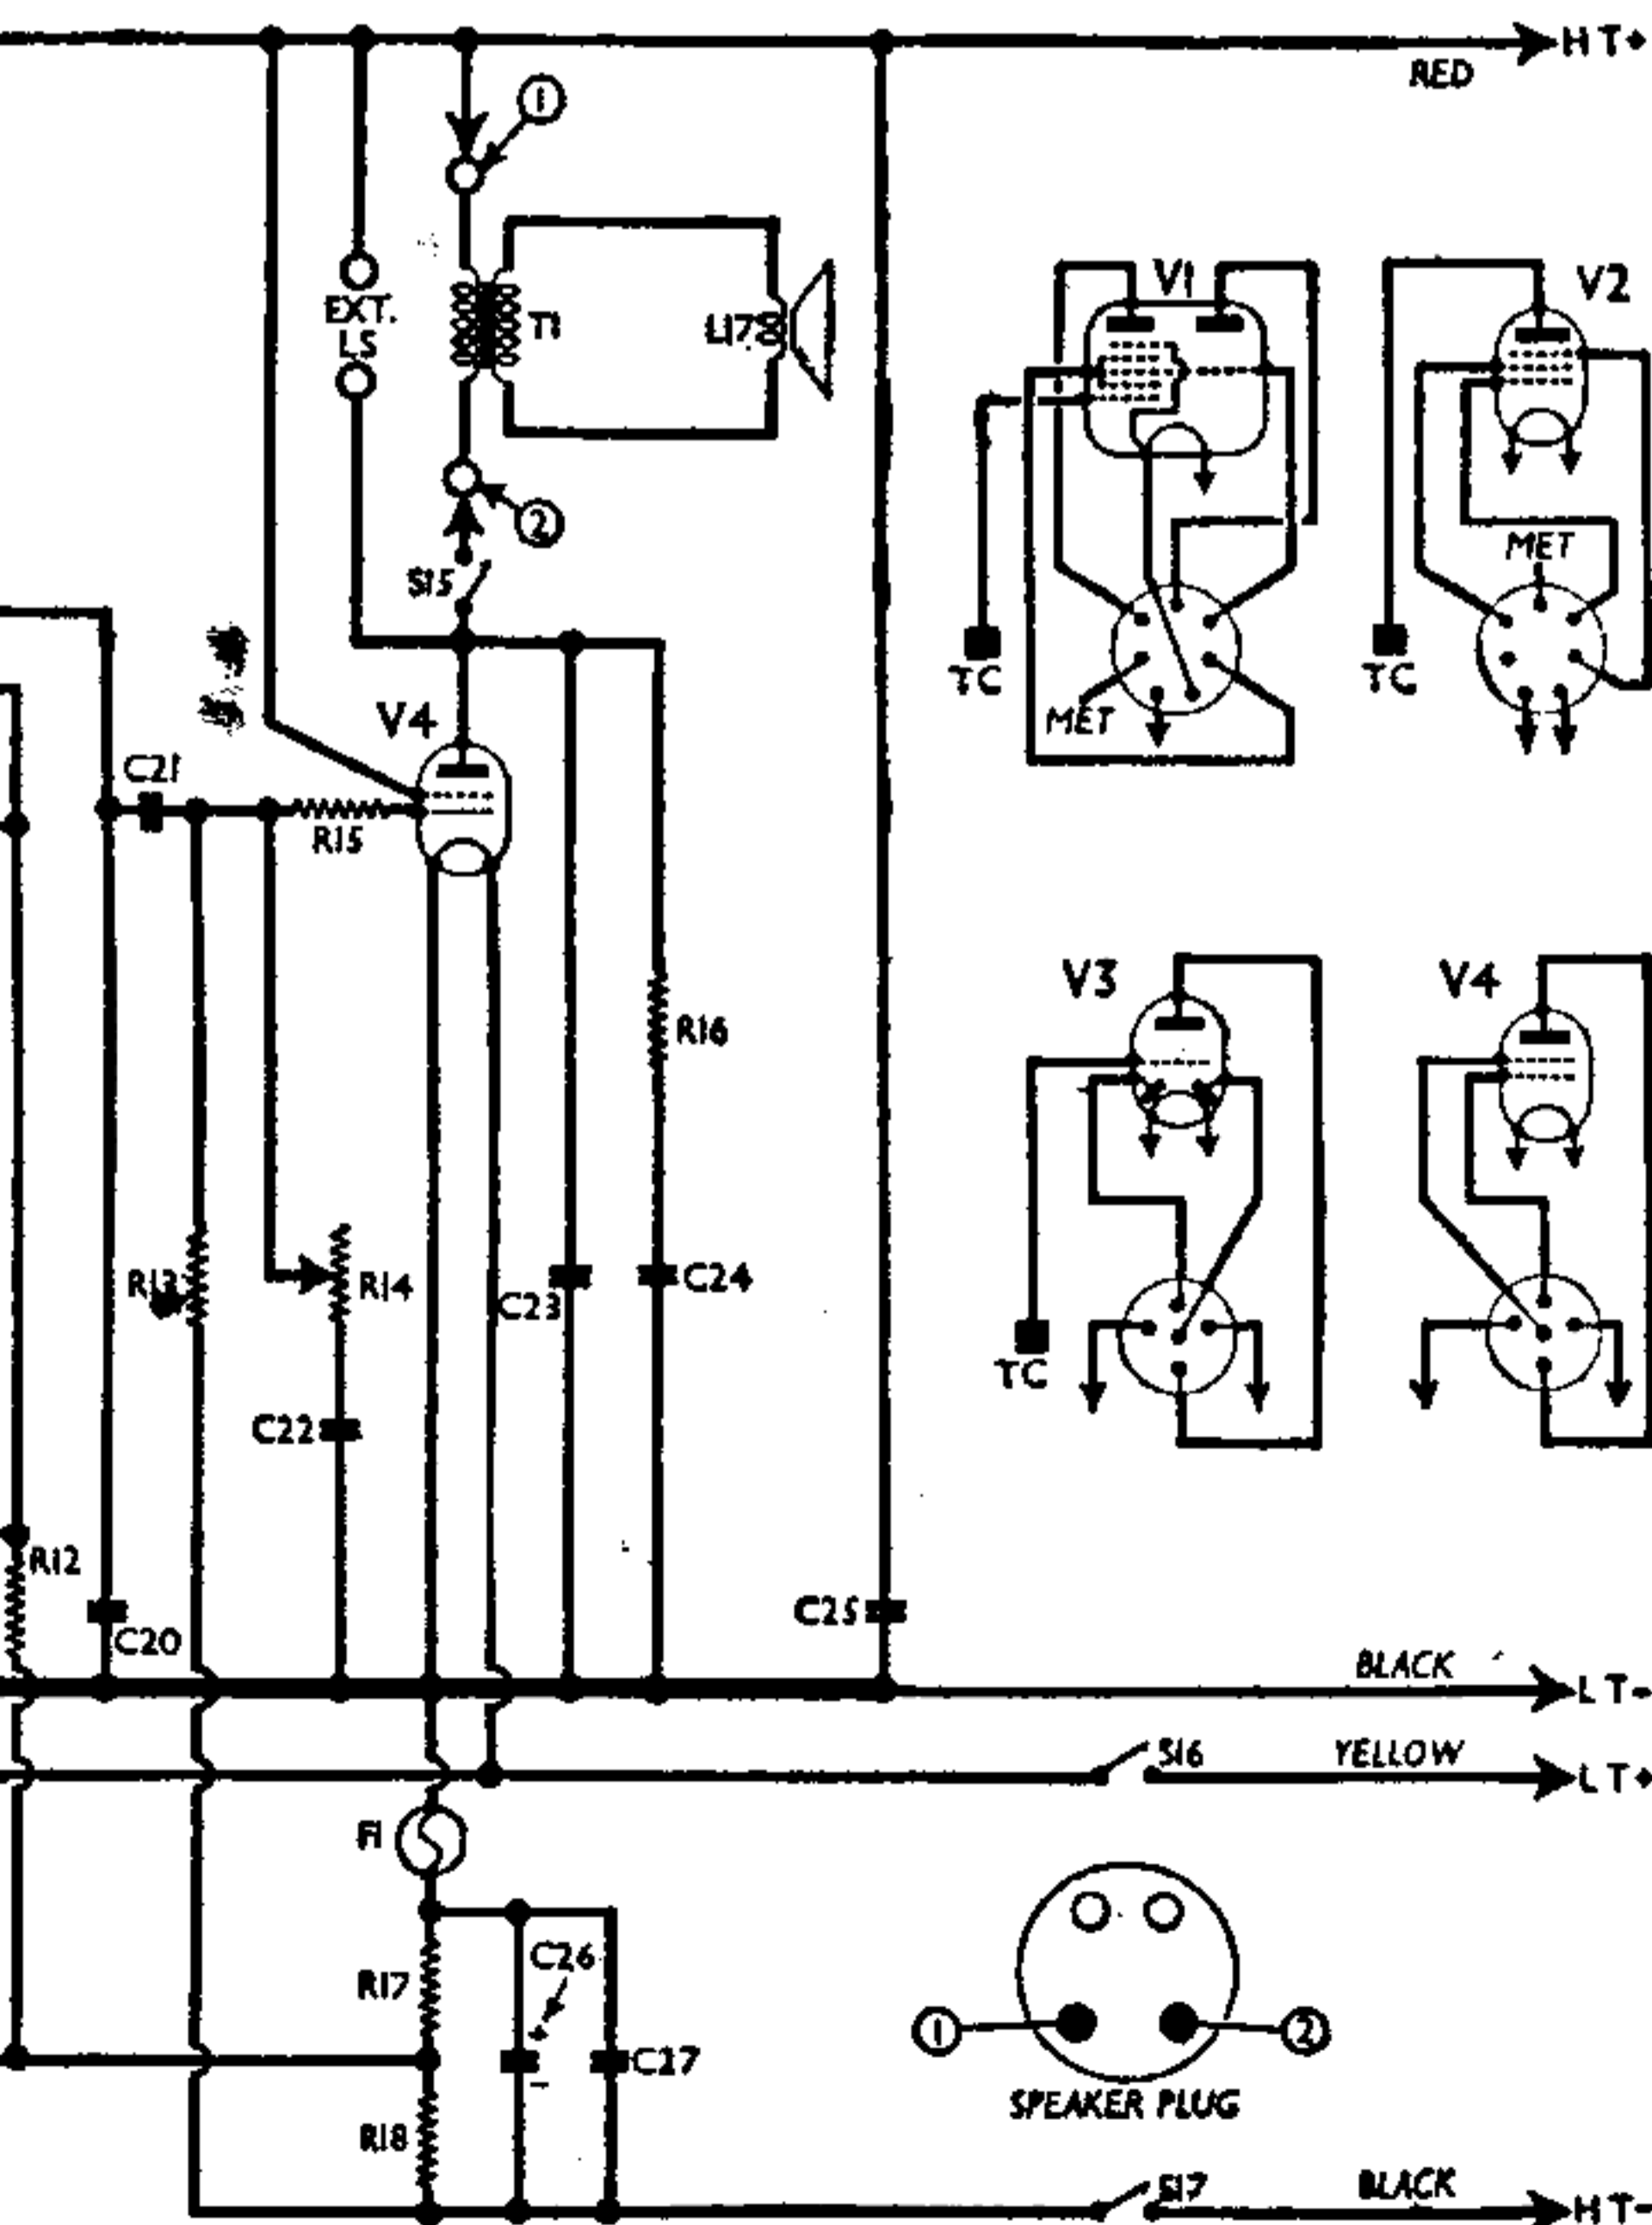 HT+
RED
1
EXT.
LS
T1
L17
V1
V2
2
S15
MET
TC
TC
MET
V4
C21
R15
V3
V4
R16
R13
R14
C23
C24
TC
C22
R12
C20
C25
BLACK
LT-
S16
YELLOW
LT+
F1
C26
+
R17
1
2
C27
-
SPEAKER PLUG
R18
S17
BLACK
HT-